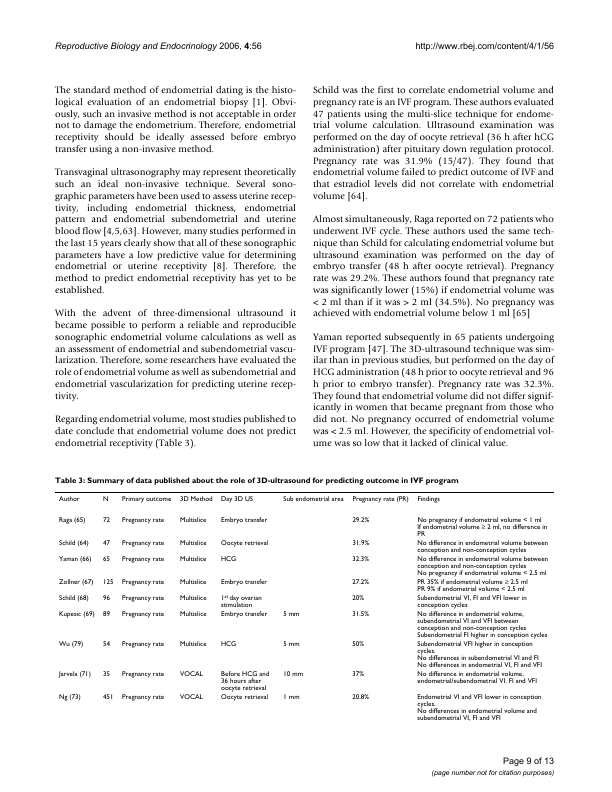 Reproductive Biology and Endocrinology 2006, 4:56
http://www.rbej.com/content/4/1/56
The standard method of endometrial dating is the histo-
logical evaluation of an endometrial biopsy [1]. Obvi-
ously, such an invasive method is not acceptable in order
not to damage the endometrium. Therefore, endometrial
receptivity should be ideally assessed before embryo
transfer using a non-invasive method.
Transvaginal ultrasonography may represent theoretically
such an ideal non-invasive technique. Several sono-
graphic parameters have been used to assess uterine recep-
tivity, including endometrial thickness, endometrial
pattern and endometrial subendometrial and uterine
blood flow [4,5,63]. However, many studies performed in
the last 15 years clearly show that all of these sonographic
parameters have a low predictive value for determining
endometrial or uterine receptivity [8]. Therefore, the
method to predict endometrial receptivity has yet to be
established.
With the advent of three-dimensional ultrasound it
became possible to perform a reliable and reproducible
sonographic endometrial volume calculations as well as
an assessment of endometrial and subendometrial vascu-
larization. Therefore, some researchers have evaluated the
role of endometrial volume as well as subendometrial and
endometrial vascularization for predicting uterine recep-
tivity.
Regarding endometrial volume, most studies published to
date conclude that endometrial volume does not predict
endometrial receptivity (Table 3).
Schild was the first to correlate endometrial volume and
pregnancy rate is an IVF program. These authors evaluated
47 patients using the multi-slice technique for endome-
trial volume calculation. Ultrasound examination was
performed on the day of oocyte retrieval (36 h after hCG
administration) after pituitary down regulation protocol.
Pregnancy rate was 31.9% (15/47). They found that
endometrial volume failed to predict outcome of IVF and
that estradiol levels did not correlate with endometrial
volume [64].
Almost simultaneously, Raga reported on 72 patients who
underwent IVF cycle. These authors used the same tech-
nique than Schild for calculating endometrial volume but
ultrasound examination was performed on the day of
embryo transfer (48 h after oocyte retrieval). Pregnancy
rate was 29.2%. These authors found that pregnancy rate
was significantly lower (15%) if endometrial volume was
< 2 ml than if it was > 2 ml (34.5%). No pregnancy was
achieved with endometrial volume below 1 ml [65]
Yaman reported subsequently in 65 patients undergoing
IVF program [47]. The 3D-ultrasound technique was sim-
ilar than in previous studies, but performed on the day of
HCG administration (48 h prior to oocyte retrieval and 96
h prior to embryo transfer). Pregnancy rate was 32.3%.
They found that endometrial volume did not differ signif-
icantly in women that became pregnant from those who
did not. No pregnancy occurred of endometrial volume
was < 2.5 ml. However, the specificity of endometrial vol-
ume was so low that it lacked of clinical value.
Table 3: Summary of data published about the role of 3D-ultrasound for predicting outcome in IVF program
Author N Primary outcome 3D Method Day 3D US Sub endometrial area Pregnancy rate (PR) Findings
Raga (65) 72 Pregnancy rate Multislice Embryo transfer 29.2% No pregnancy if endometrial volume < 1 ml
If endometrial volume ≥ 2 ml, no difference in
PR
Schild (64) 47 Pregnancy rate Multislice Oocyte retrieval 31.9% No difference in endometrial volume between
conception and non-conception cycles
Yaman (66) 65 Pregnancy rate Multislice HCG 32.3% No difference in endometrial volume between
conception and non-conception cycles
No pregnancy if endometrial volume < 2.5 ml
Zollner (67) 125 Pregnancy rate Multislice Embryo transfer 27.2% PR 35% if endometrial volume ≥ 2.5 ml
PR 9% if endometrial volume < 2.5 ml
Schild (68) 96 Pregnancy rate Multislice 1st day ovarian 20% Subendometrial VI, FI and VFI lower in
stimulation conception cycles
Kupesic (69) 89 Pregnancy rate Multislice Embryo transfer 5 mm 31.5% No difference in endometrial volume,
subendometrial VI and VFI between
conception and non-conception cycles
Subendometrial FI higher in conception cycles
Wu (79) 54 Pregnancy rate Multislice HCG 5 mm 50% Subendometrial VFI higher in conception
cycles.
No differences in subendometrial VI and FI
No differences in endometrial VI, FI and VFI
Jarvela (71) 35 Pregnancy rate VOCAL Before HCG and 10 mm 37% No difference in endometrial volume,
36 hours after endometrial/subendometrial VI. FI and VFI
oocyte retrieval
Ng (73) 451 Pregnancy rate VOCAL Oocyte retrieval 1 mm 20.8% Endometrial VI and VFI lower in conception
cycles.
No differences in endometrial volume and
subendometrial VI, FI and VFI
Page 9 of 13
(page number not for citation purposes)